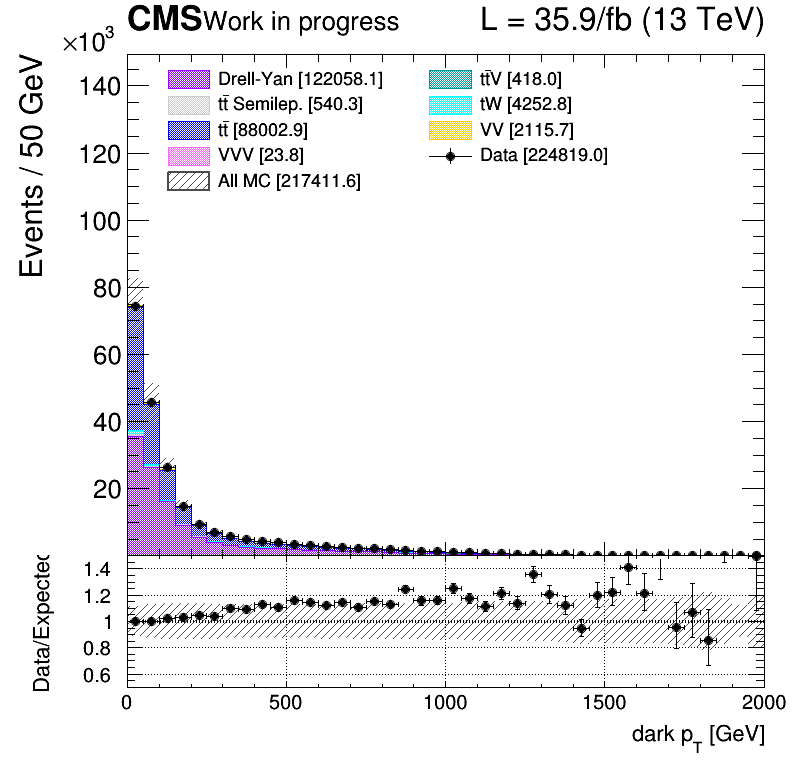 CMS Work in progress L = 35.9/fb (13 TeV)
×10³
Events / 50 GeV
140
120
100
80
60
40
20
Drell-Yan [122058.1]
tt̄ Semilep. [540.3]
tt̄ [88002.9]
VVV [23.8]
All MC [217411.6]
tt̄V [418.0]
tW [4252.8]
VV [2115.7]
Data [224819.0]
Data/Expected
1.4
1.2
1
0.8
0.6
0 500 1000 1500 2000
dark p_T [GeV]